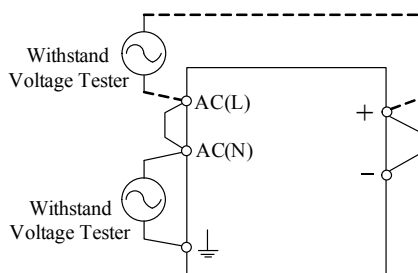 Withstand
Voltage Tester
AC(L)
+
AC(N)
−
Withstand
Voltage Tester